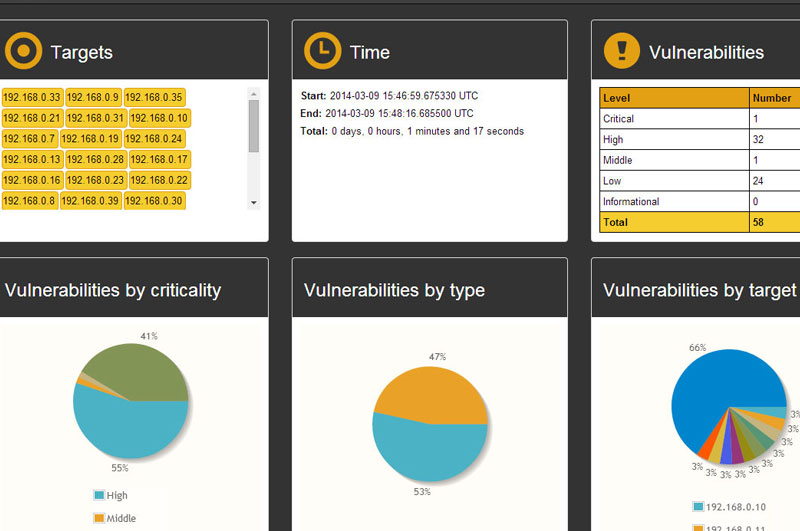 Targets
192.168.0.33 192.168.0.9 192.168.0.35
192.168.0.21 192.168.0.31 192.168.0.10
192.168.0.7 192.168.0.19 192.168.0.24
192.168.0.13 192.168.0.28 192.168.0.17
192.168.0.16 192.168.0.23 192.168.0.22
192.168.0.8 192.168.0.39 192.168.0.30
Time
Start: 2014-03-09 15:46:59.675330 UTC
End: 2014-03-09 15:48:16.685500 UTC
Total: 0 days, 0 hours, 1 minutes and 17 seconds
Vulnerabilities
Level Number
Critical 1
High 32
Middle 1
Low 24
Informational 0
Total 58
Vulnerabilities by criticality
41%
55%
High
Middle
Vulnerabilities by type
47%
53%
Vulnerabilities by target
66%
3%
3%
3%
3%
3%
3%
3%
3%
3%
3%
192.168.0.10
192.168.0.11